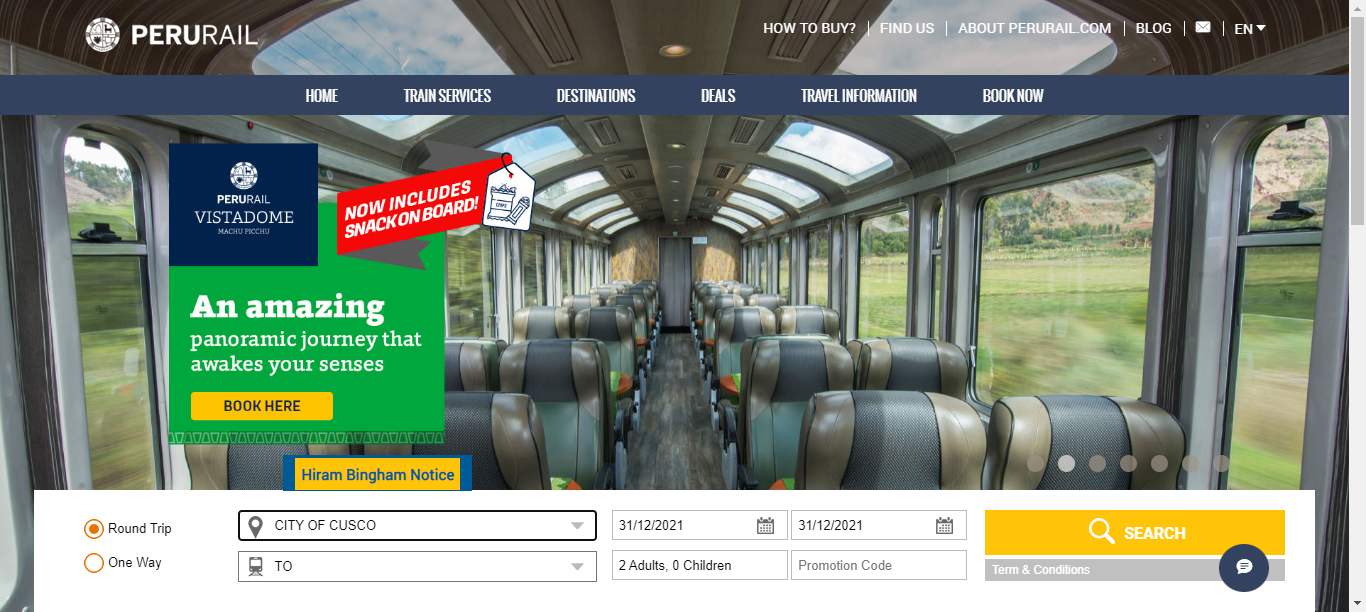 PERURAIL
HOW TO BUY?
FIND US
ABOUT PERURAIL.COM
BLOG
EN
HOME
TRAIN SERVICES
DESTINATIONS
DEALS
TRAVEL INFORMATION
BOOK NOW
PERURAIL
VISTADOME
MACHU PICCHU
NOW INCLUDES
SNACK ON BOARD!
An amazing
panoramic journey that
awakes your senses
BOOK HERE
Hiram Bingham Notice
Round Trip
One Way
CITY OF CUSCO
TO
31/12/2021
31/12/2021
2 Adults, 0 Children
Promotion Code
SEARCH
Term & Conditions